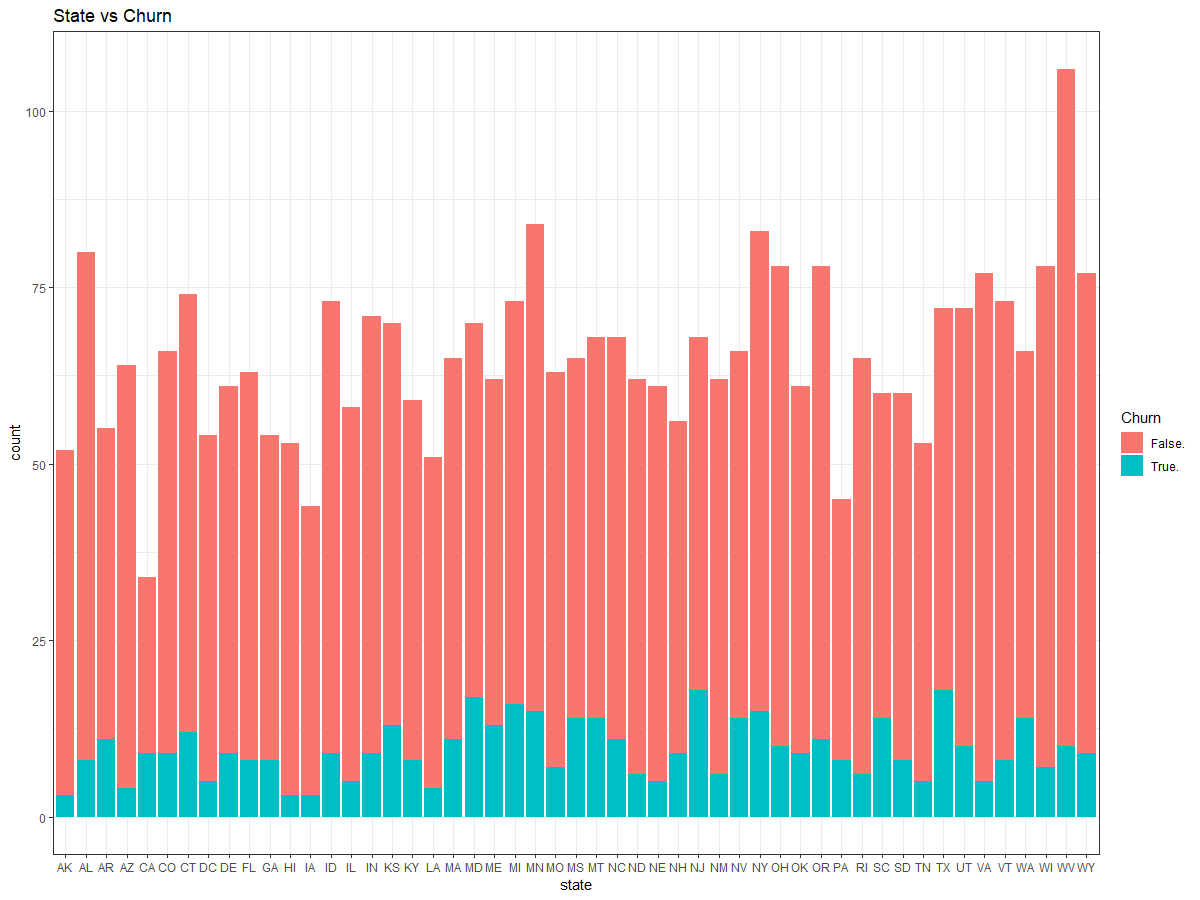 State vs Churn
100
75
50
25
0
count
AK AL AR AZ CA CO CT DC DE FL GA HI IA ID IL IN KS KY LA MA MD ME MI MN MO MS MT NC ND NE NH NJ NM NV NY OH OK OR PA RI SC SD TN TX UT VA VT WA WI WV WY
state
Churn
False.
True.